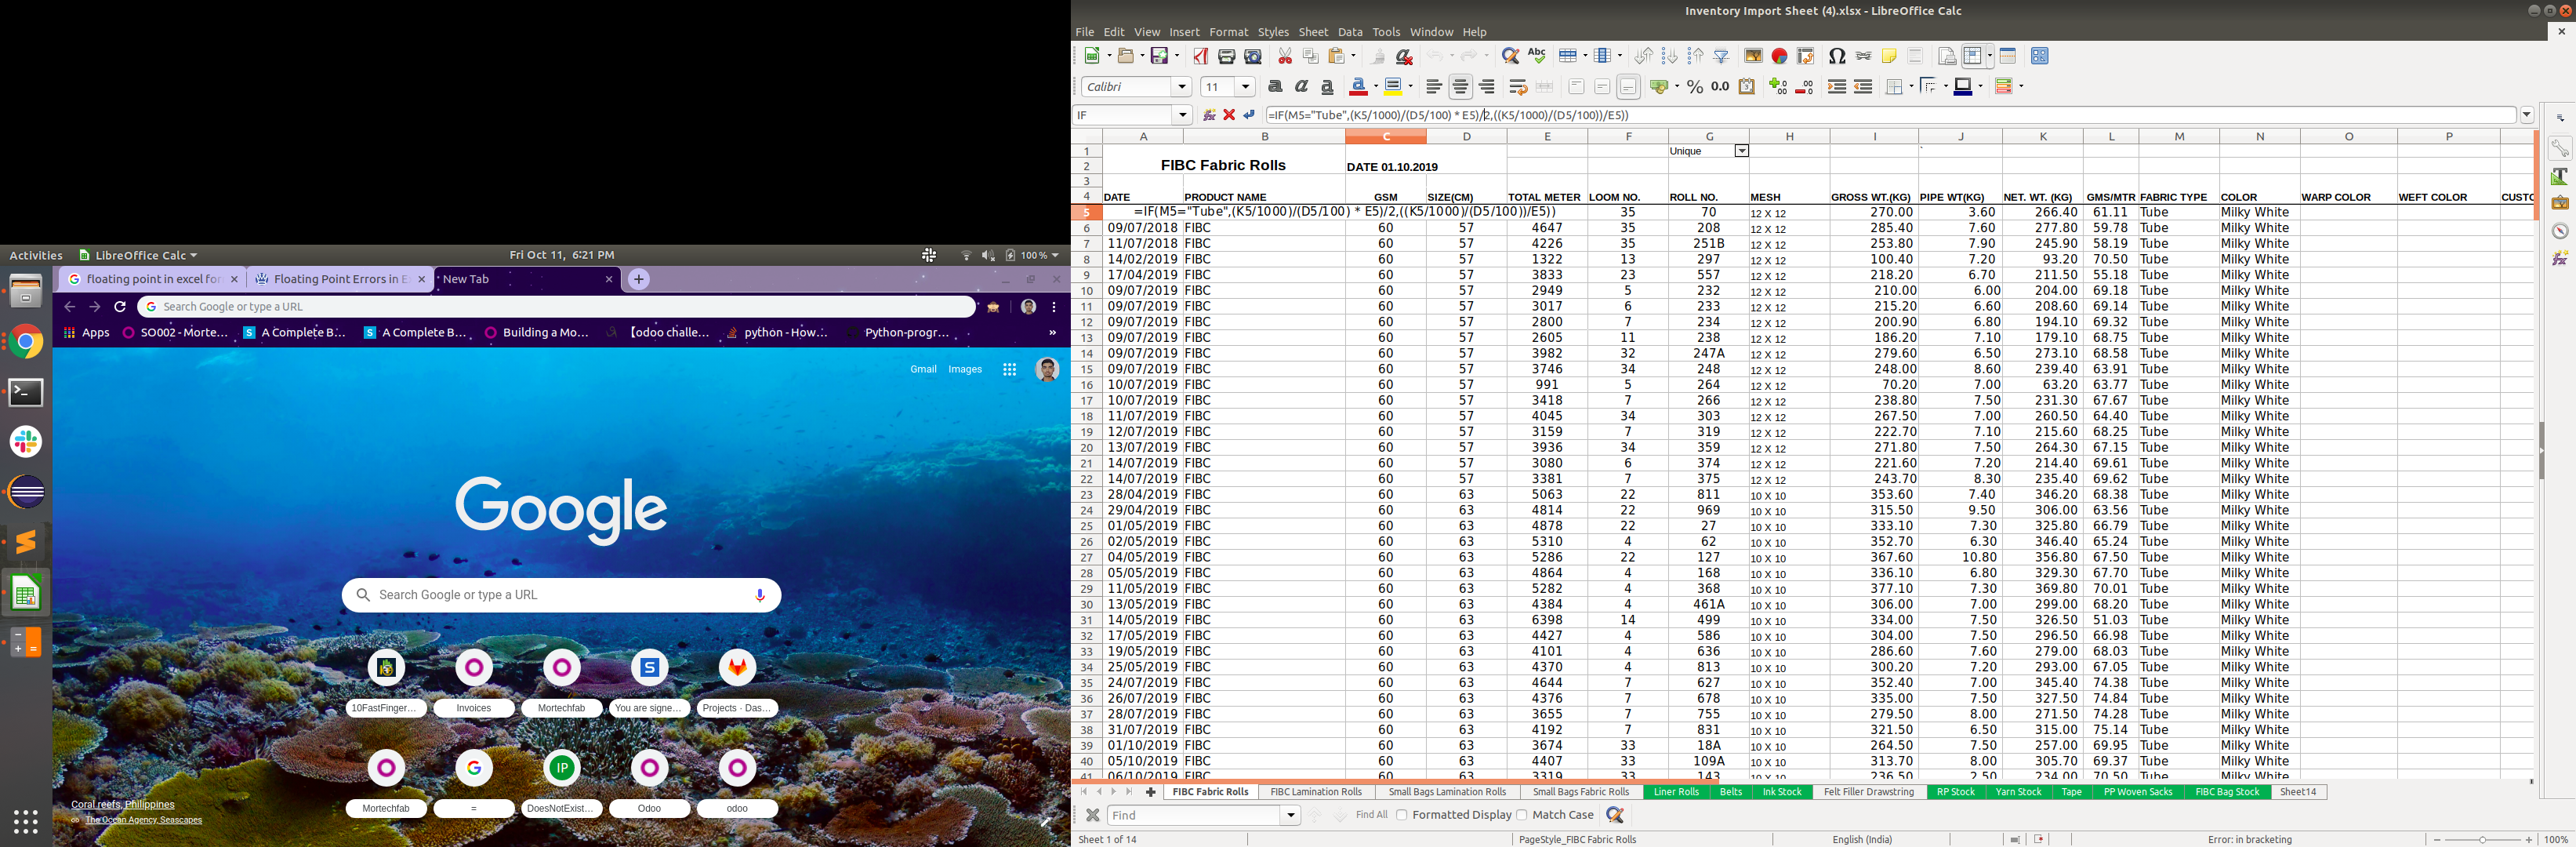 Activities
LibreOffice Calc
Fri Oct 11, 6:21 PM
100 %
floating point in excel for
Floating Point Errors in E
New Tab
Search Google or type a URL
Apps
SO002 - Morte...
A Complete B...
A Complete B...
Building a Mo...
【odoo challe...
python - How...
Python-progr...
»
Gmail Images
Google
Search Google or type a URL
10FastFinger...
Invoices
Mortechfab
You are signe...
Projects · Das...
Mortechfab
=
DoesNotExist...
Odoo
odoo
IP
Coral reefs, Philippines
The Ocean Agency, Seascapes
Inventory Import Sheet (4).xlsx - LibreOffice Calc
File Edit View Insert Format Styles Sheet Data Tools Window Help
Calibri 11
IF =IF(M5="Tube",(K5/1000)/(D5/100) * E5)/2,((K5/1000)/(D5/100))/E5))
A B C D E F G H I J K L M N O P
1 Unique
2 FIBC Fabric Rolls DATE 01.10.2019
3
4 DATE PRODUCT NAME GSM SIZE(CM) TOTAL METER LOOM NO. ROLL NO. MESH GROSS WT.(KG) PIPE WT(KG) NET. WT. (KG) GMS/MTR FABRIC TYPE COLOR WARP COLOR WEFT COLOR CUSTO
5 =IF(M5="Tube",(K5/1000)/(D5/100) * E5)/2,((K5/1000)/(D5/100))/E5)) 35 70 12 X 12 270.00 3.60 266.40 61.11 Tube Milky White
6 09/07/2018 FIBC 60 57 4647 35 208 12 X 12 285.40 7.60 277.80 59.78 Tube Milky White
7 11/07/2018 FIBC 60 57 4226 35 251B 12 X 12 253.80 7.90 245.90 58.19 Tube Milky White
8 14/02/2019 FIBC 60 57 1322 13 297 12 X 12 100.40 7.20 93.20 70.50 Tube Milky White
9 17/04/2019 FIBC 60 57 3833 23 557 12 X 12 218.20 6.70 211.50 55.18 Tube Milky White
10 09/07/2019 FIBC 60 57 2949 5 232 12 X 12 210.00 6.00 204.00 69.18 Tube Milky White
11 09/07/2019 FIBC 60 57 3017 6 233 12 X 12 215.20 6.60 208.60 69.14 Tube Milky White
12 09/07/2019 FIBC 60 57 2800 7 234 12 X 12 200.90 6.80 194.10 69.32 Tube Milky White
13 09/07/2019 FIBC 60 57 2605 11 238 12 X 12 186.20 7.10 179.10 68.75 Tube Milky White
14 09/07/2019 FIBC 60 57 3982 32 247A 12 X 12 279.60 6.50 273.10 68.58 Tube Milky White
15 09/07/2019 FIBC 60 57 3746 34 248 12 X 12 248.00 8.60 239.40 63.91 Tube Milky White
16 10/07/2019 FIBC 60 57 991 5 264 12 X 12 70.20 7.00 63.20 63.77 Tube Milky White
17 10/07/2019 FIBC 60 57 3418 7 266 12 X 12 238.80 7.50 231.30 67.67 Tube Milky White
18 11/07/2019 FIBC 60 57 4045 34 303 12 X 12 267.50 7.00 260.50 64.40 Tube Milky White
19 12/07/2019 FIBC 60 57 3159 7 319 12 X 12 222.70 7.10 215.60 68.25 Tube Milky White
20 13/07/2019 FIBC 60 57 3936 34 359 12 X 12 271.80 7.50 264.30 67.15 Tube Milky White
21 14/07/2019 FIBC 60 57 3080 6 374 12 X 12 221.60 7.20 214.40 69.61 Tube Milky White
22 14/07/2019 FIBC 60 57 3381 7 375 12 X 12 243.70 8.30 235.40 69.62 Tube Milky White
23 28/04/2019 FIBC 60 63 5063 22 811 10 X 10 353.60 7.40 346.20 68.38 Tube Milky White
24 29/04/2019 FIBC 60 63 4814 22 969 10 X 10 315.50 9.50 306.00 63.56 Tube Milky White
25 01/05/2019 FIBC 60 63 4878 22 27 10 X 10 333.10 7.30 325.80 66.79 Tube Milky White
26 02/05/2019 FIBC 60 63 5310 4 62 10 X 10 352.70 6.30 346.40 65.24 Tube Milky White
27 04/05/2019 FIBC 60 63 5286 22 127 10 X 10 367.60 10.80 356.80 67.50 Tube Milky White
28 05/05/2019 FIBC 60 63 4864 4 168 10 X 10 336.10 6.80 329.30 67.70 Tube Milky White
29 11/05/2019 FIBC 60 63 5282 4 368 10 X 10 377.10 7.30 369.80 70.01 Tube Milky White
30 13/05/2019 FIBC 60 63 4384 4 461A 10 X 10 306.00 7.00 299.00 68.20 Tube Milky White
31 14/05/2019 FIBC 60 63 6398 14 499 10 X 10 334.00 7.50 326.50 51.03 Tube Milky White
32 17/05/2019 FIBC 60 63 4427 4 586 10 X 10 304.00 7.50 296.50 66.98 Tube Milky White
33 19/05/2019 FIBC 60 63 4101 4 636 10 X 10 286.60 7.60 279.00 68.03 Tube Milky White
34 25/05/2019 FIBC 60 63 4370 4 813 10 X 10 300.20 7.20 293.00 67.05 Tube Milky White
35 24/07/2019 FIBC 60 63 4644 7 627 10 X 10 352.40 7.00 345.40 74.38 Tube Milky White
36 26/07/2019 FIBC 60 63 4376 7 678 10 X 10 335.00 7.50 327.50 74.84 Tube Milky White
37 28/07/2019 FIBC 60 63 3655 7 755 10 X 10 279.50 8.00 271.50 74.28 Tube Milky White
38 31/07/2019 FIBC 60 63 4192 7 831 10 X 10 321.50 6.50 315.00 75.14 Tube Milky White
39 01/10/2019 FIBC 60 63 3674 33 18A 10 X 10 264.50 7.50 257.00 69.95 Tube Milky White
40 05/10/2019 FIBC 60 63 4407 33 109A 10 X 10 313.70 8.00 305.70 69.37 Tube Milky White
41 06/10/2019 FIBC 60 63 3319 33 143 10 X 10 236.50 2.50 234.00 70.50 Tube Milky White
FIBC Fabric Rolls FIBC Lamination Rolls Small Bags Lamination Rolls Small Bags Fabric Rolls Liner Rolls Belts Ink Stock Felt Filler Drawstring RP Stock Yarn Stock Tape PP Woven Sacks FIBC Bag Stock Sheet14
Find Find All Formatted Display Match Case
Sheet 1 of 14 PageStyle_FIBC Fabric Rolls English (India) Error: in bracketing 100%